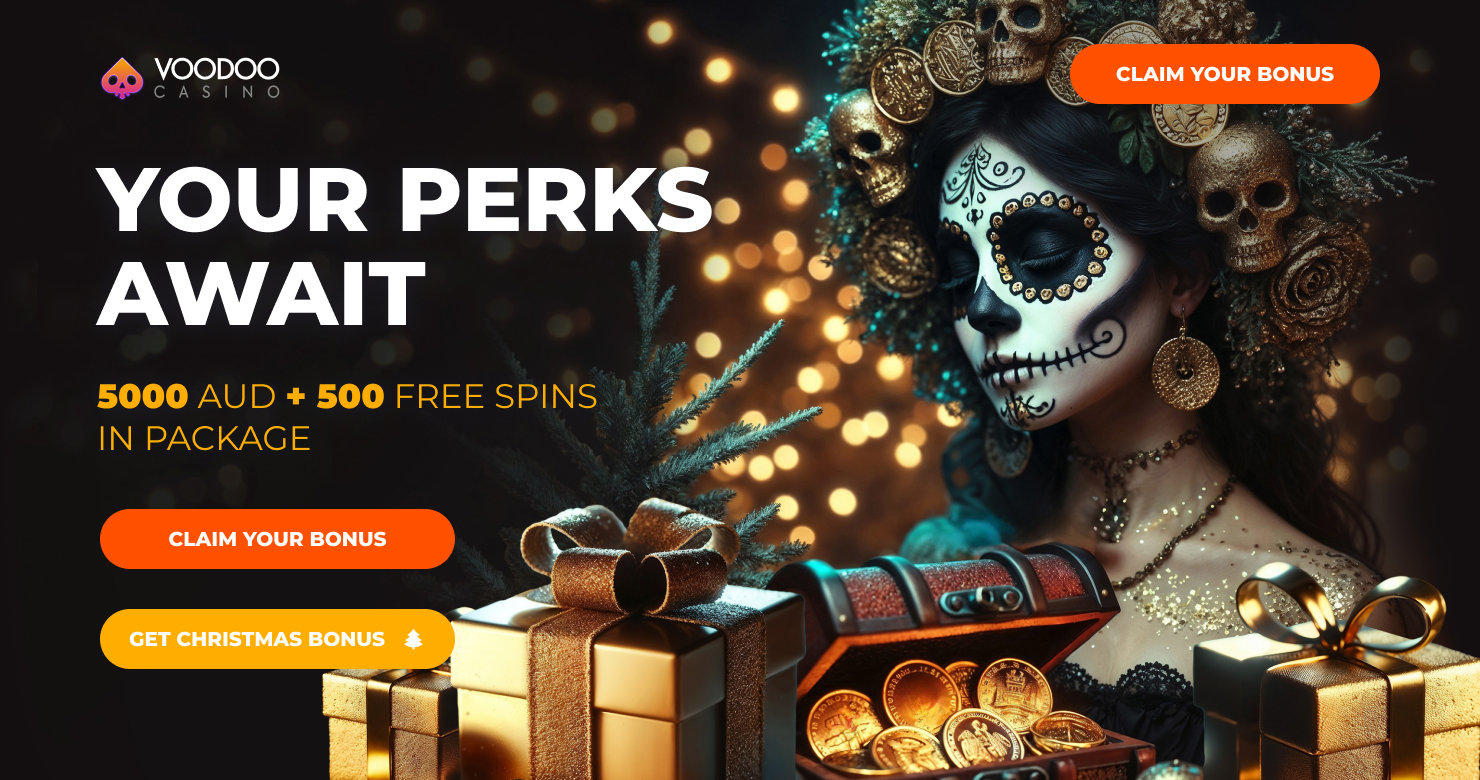 VOODOO
CASINO
CLAIM YOUR BONUS
YOUR PERKS
AWAIT
5000 AUD + 500 FREE SPINS
IN PACKAGE
CLAIM YOUR BONUS
GET CHRISTMAS BONUS